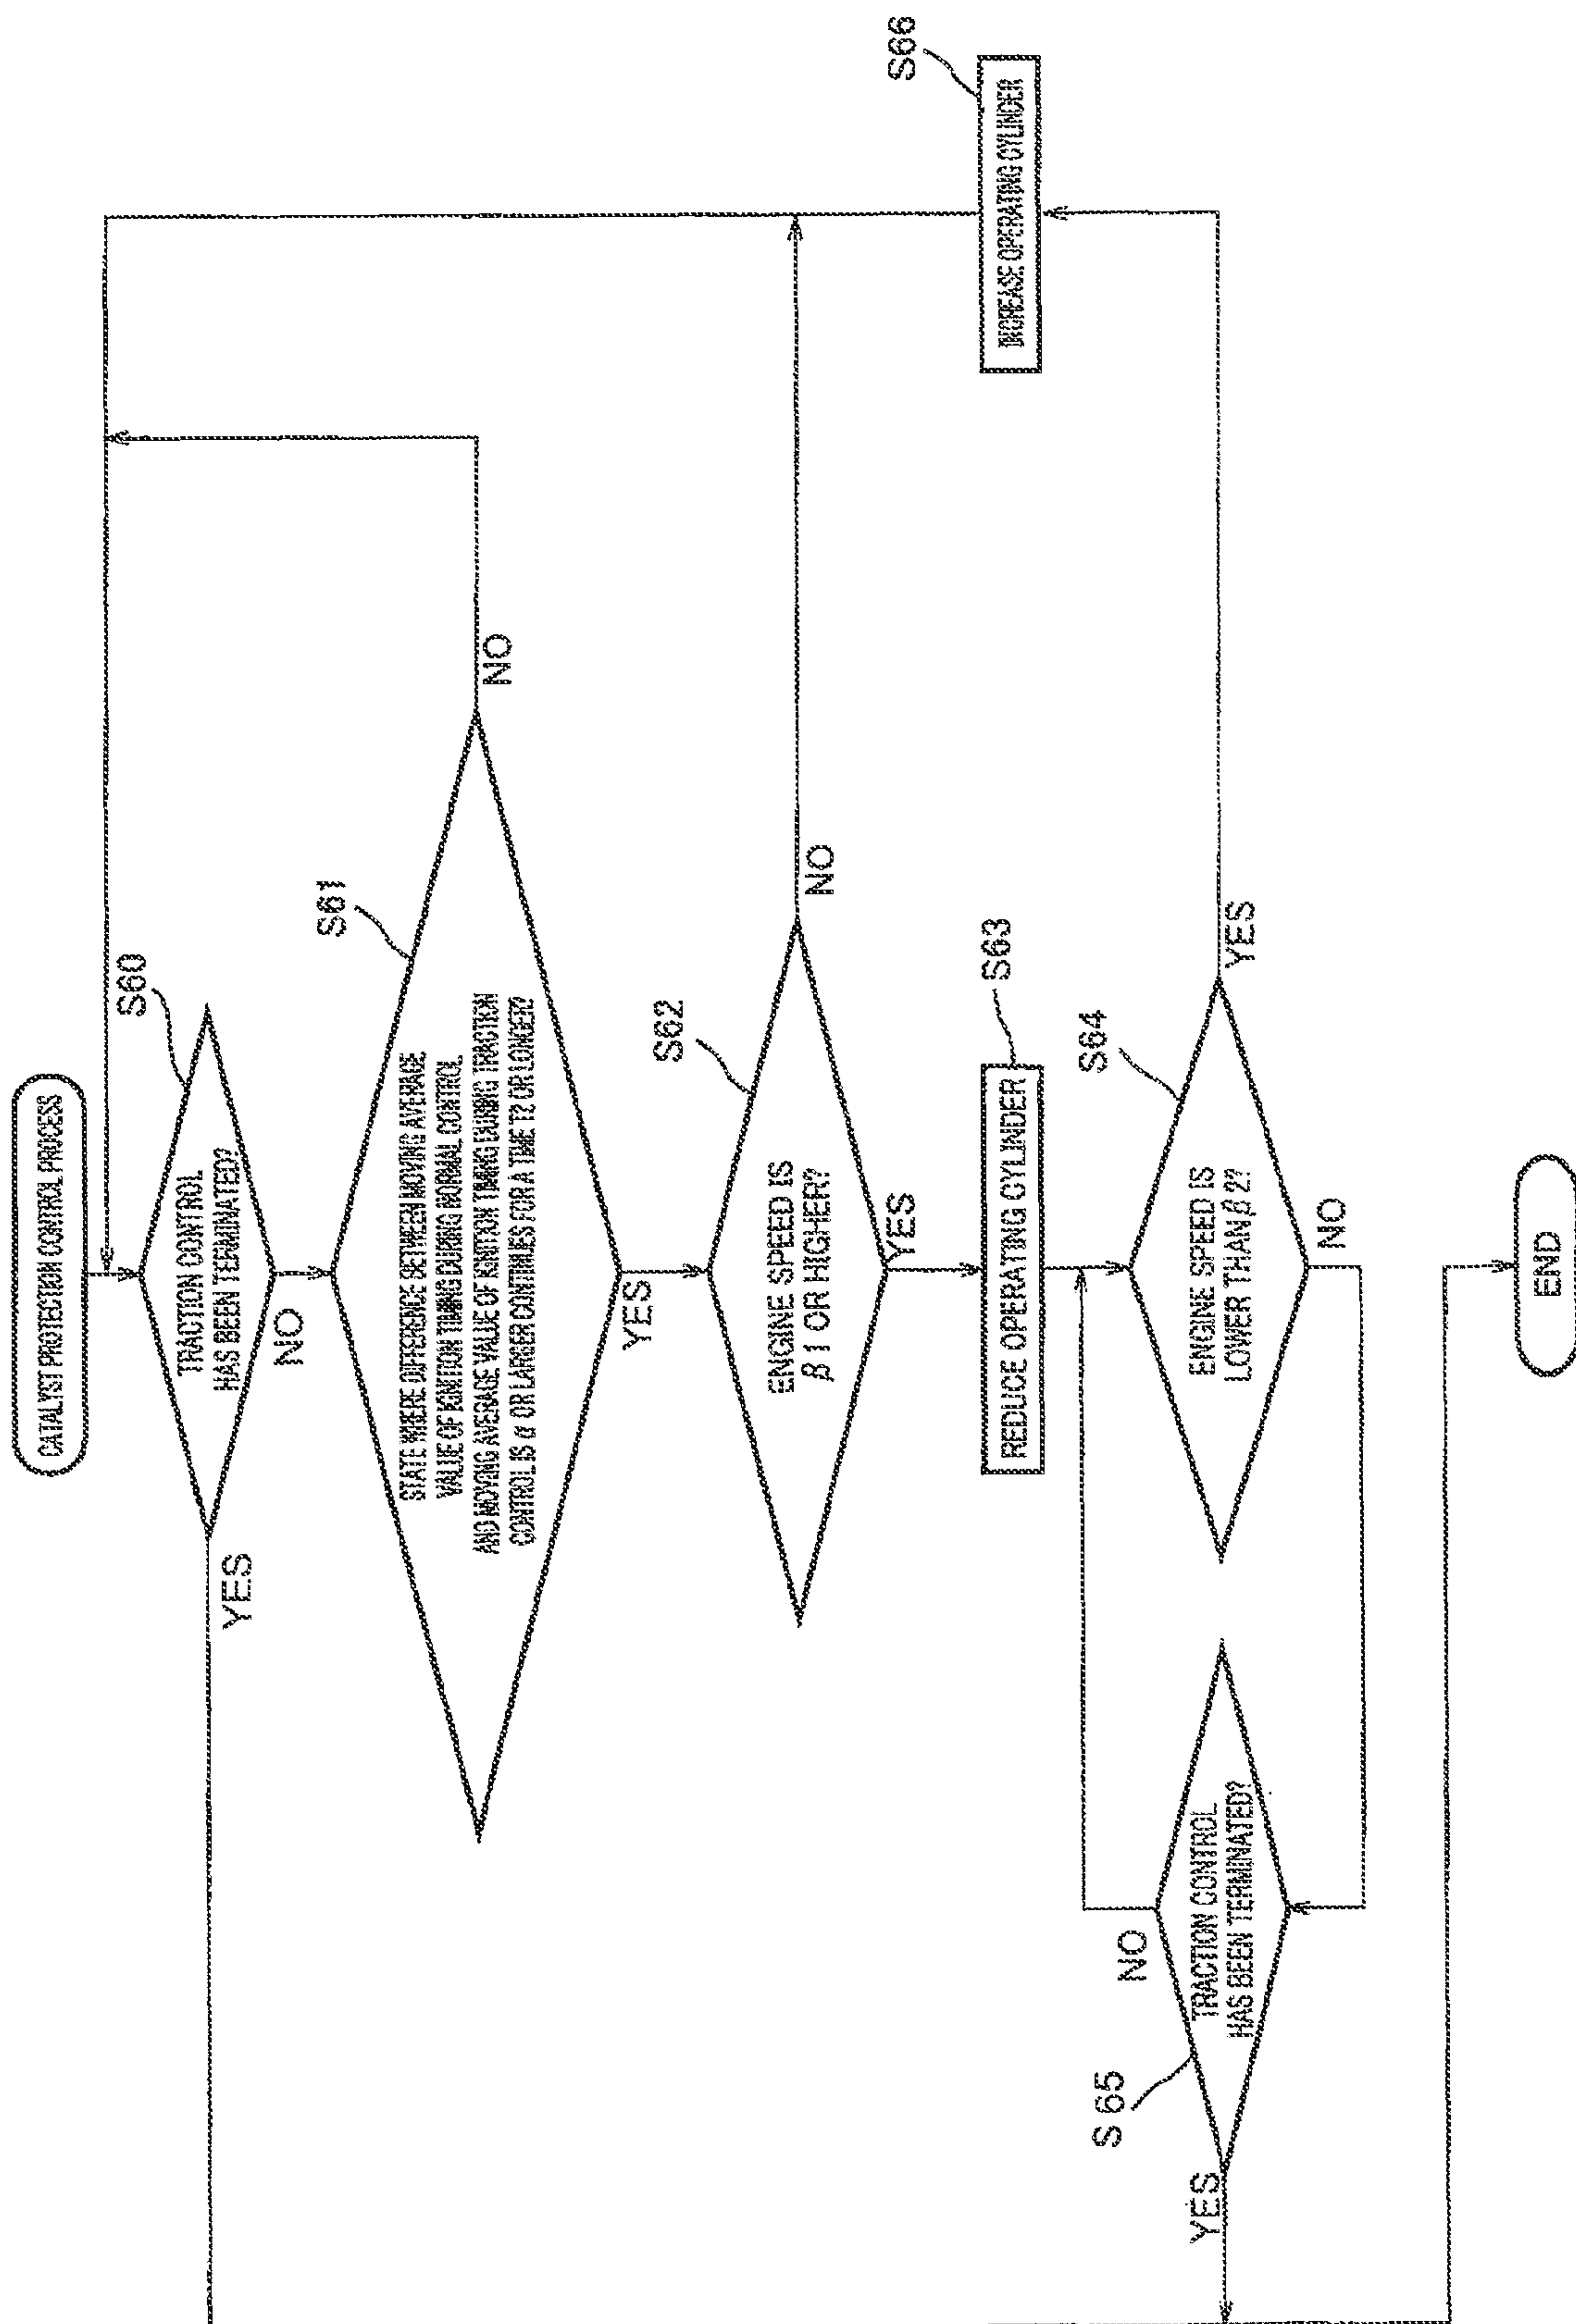 CATALYST PROTECTION CONTROL PROCESS
S60
TRACTION CONTROL
HAS BEEN TERMINATED?
YES
NO
S61
STATE WHERE DIFFERENCE BETWEEN MOVING AVERAGE
VALUE OF IGNITION TIMING DURING NORMAL CONTROL
AND MOVING AVERAGE VALUE OF IGNITION TIMING DURING TRACTION
CONTROL IS α OR LARGER CONTINUES FOR A TIME T2 OR LONGER?
NO
YES
S62
ENGINE SPEED IS
β1 OR HIGHER?
NO
YES
S63
REDUCE OPERATING CYLINDER
S66
INCREASE OPERATING CYLINDER
S64
ENGINE SPEED IS
LOWER THAN β2?
YES
NO
S 65
TRACTION CONTROL
HAS BEEN TERMINATED?
NO
YES
END